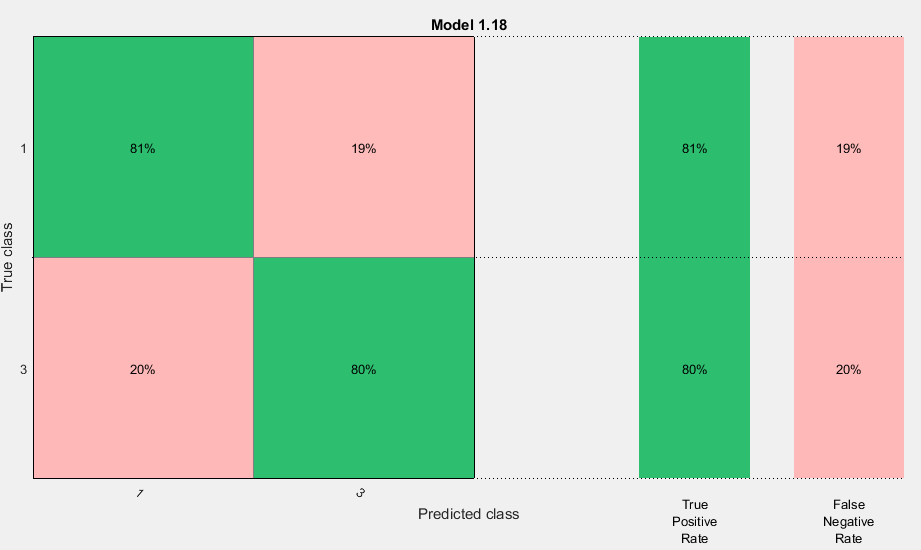 Model 1.18
True class
1
81%
19%
81%
19%
3
20%
80%
80%
20%
1
3
Predicted class
True
Positive
Rate
False
Negative
Rate